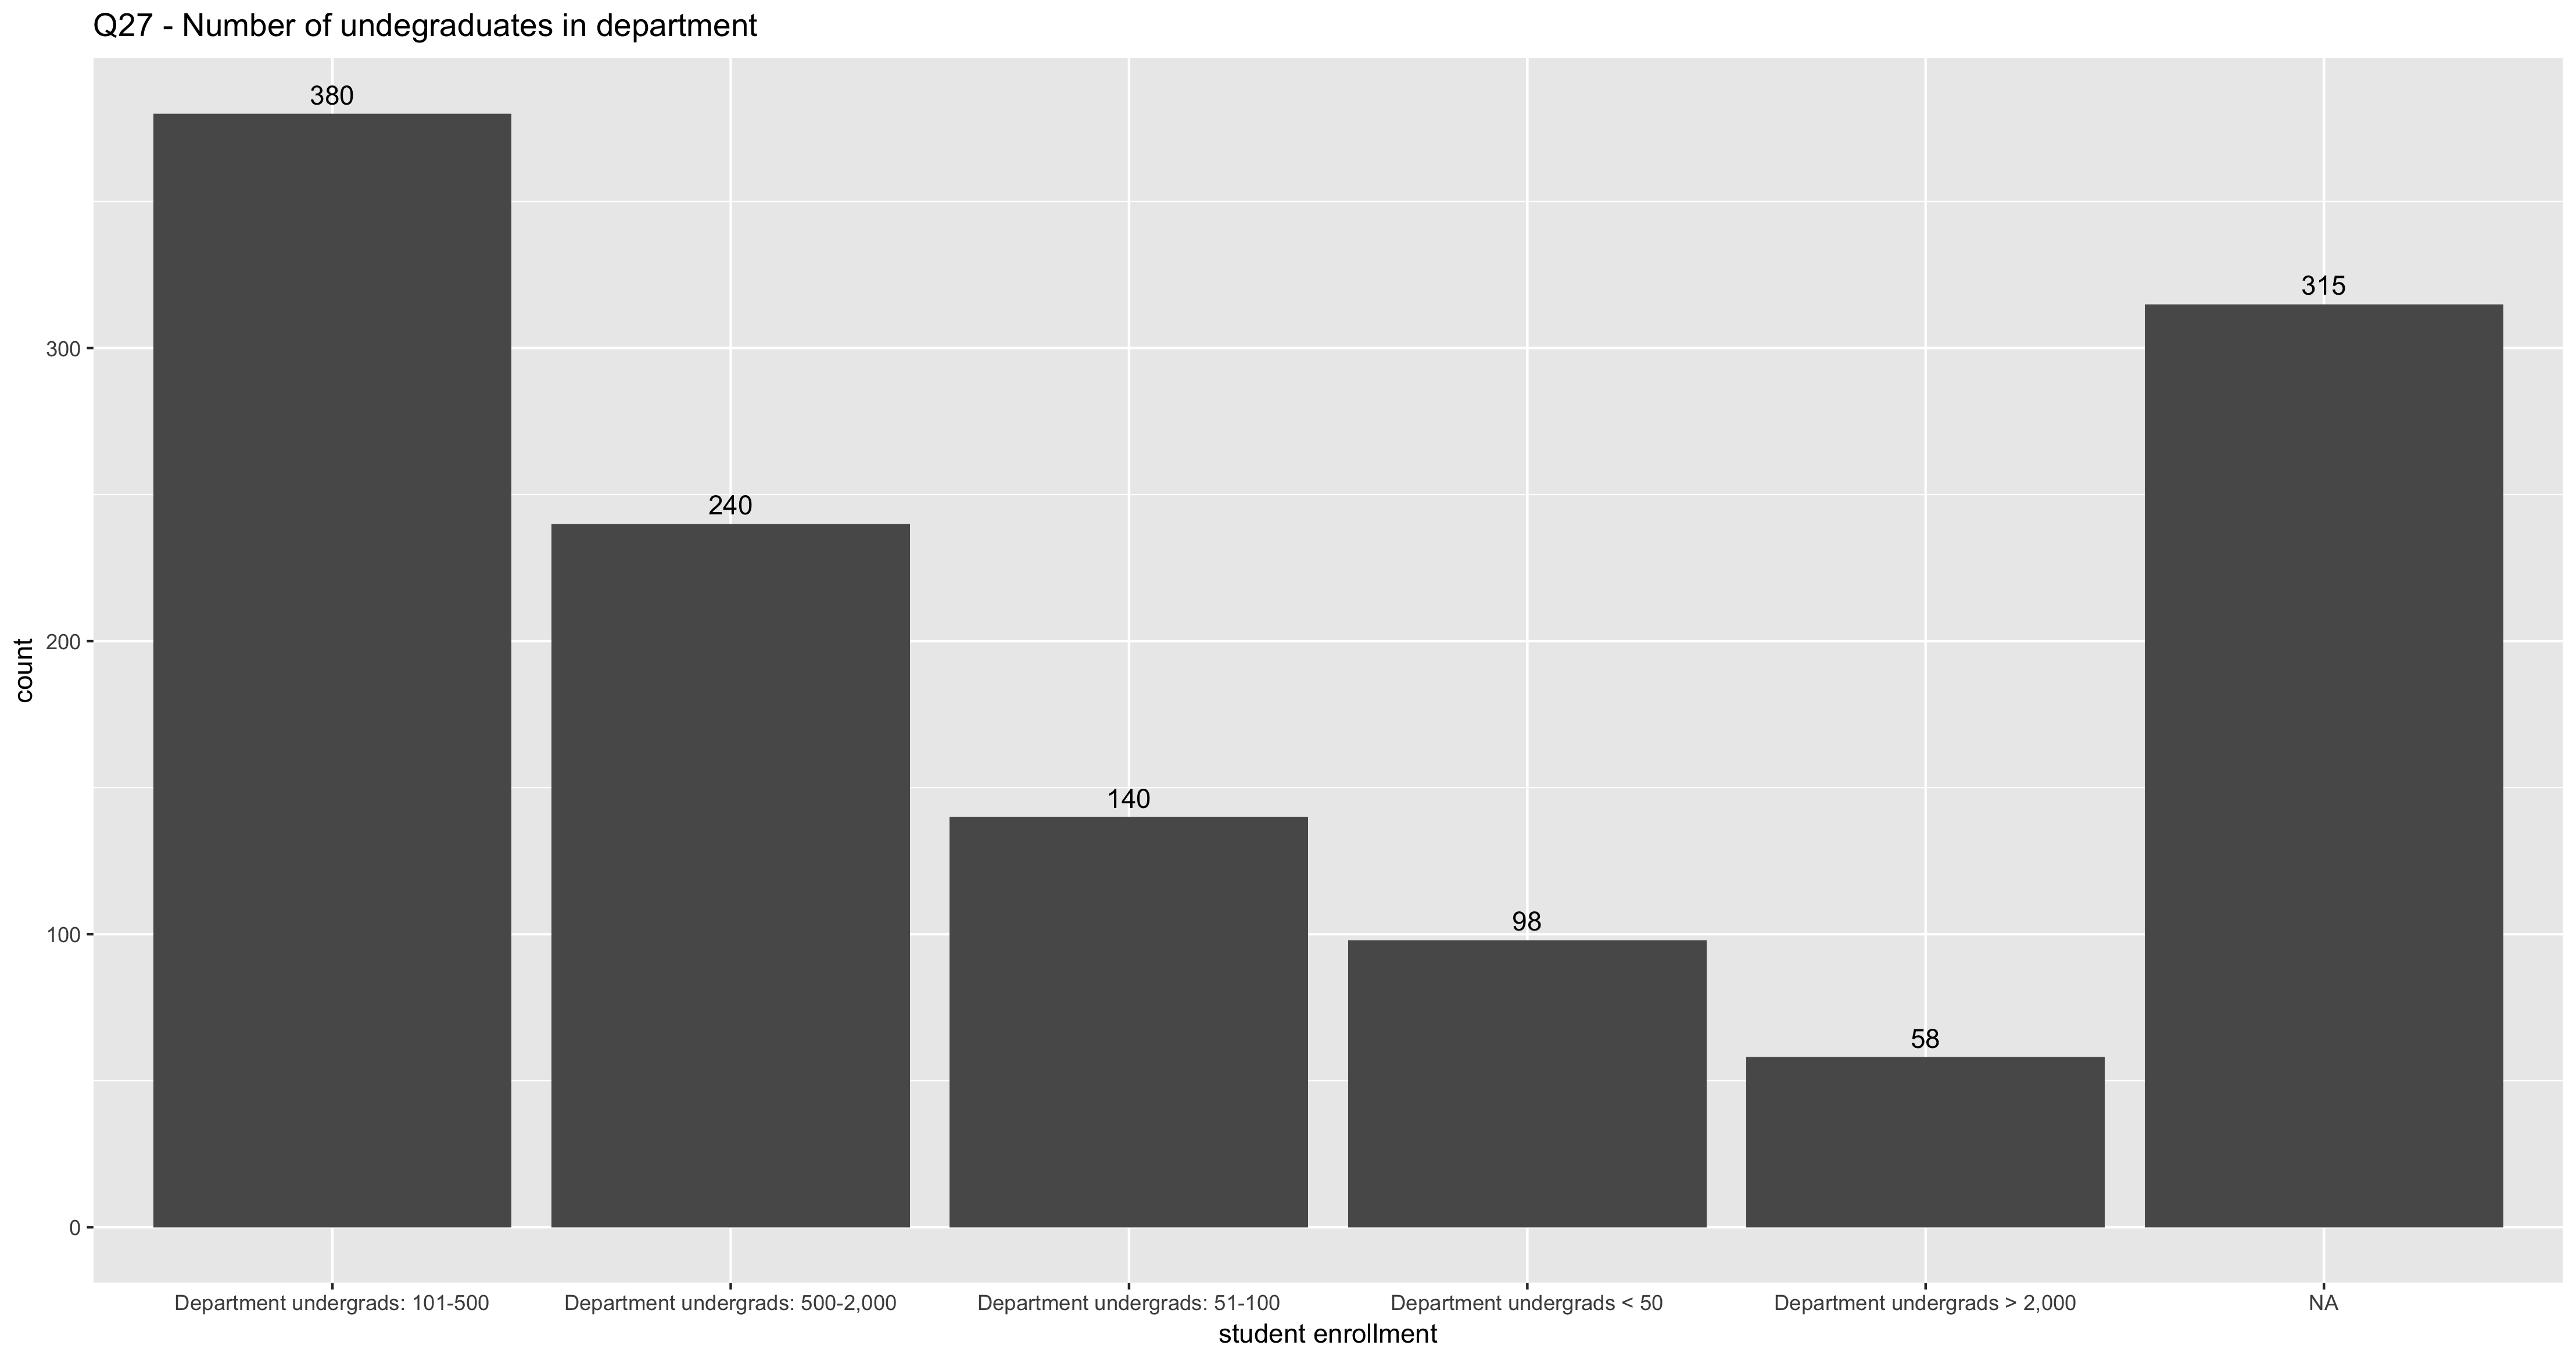 Q27 - Number of undegraduates in department
380
315
300
240
200
140
100
98
58
0
count
Department undergrads: 101-500
Department undergrads: 500-2,000
Department undergrads: 51-100
Department undergrads < 50
Department undergrads > 2,000
NA
student enrollment